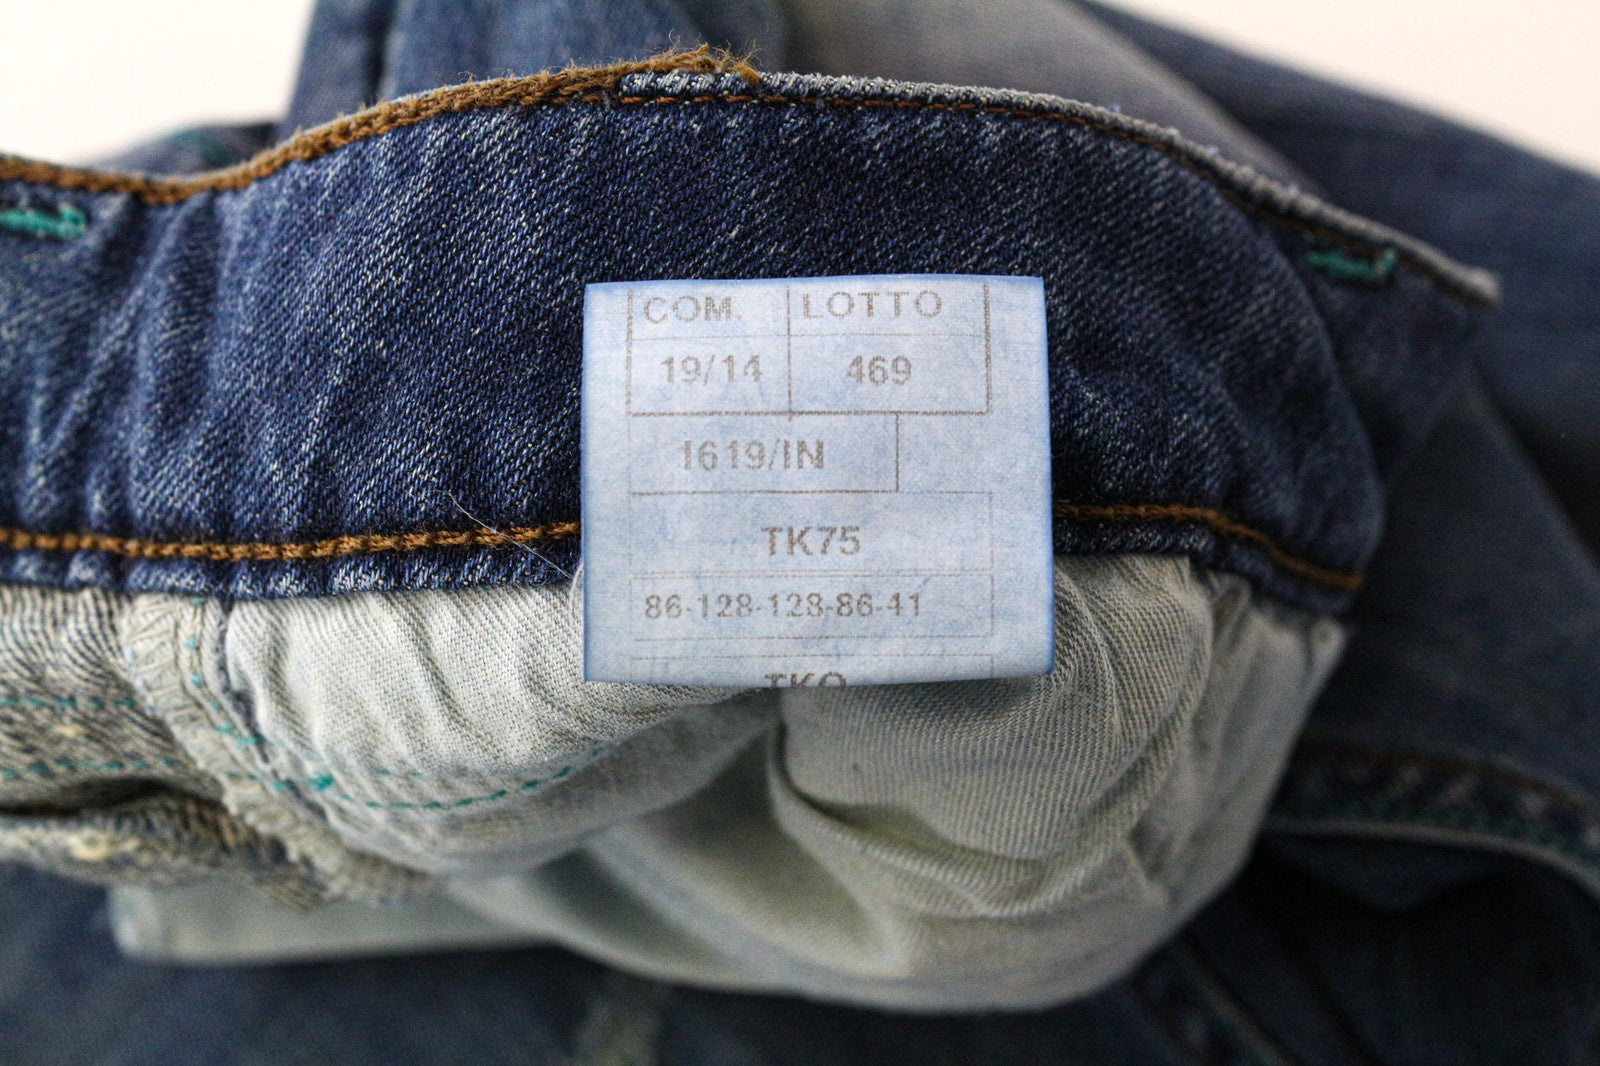 COM. LOTTO
19/14 469
1619/IN
TK75
86-128-128-86-41